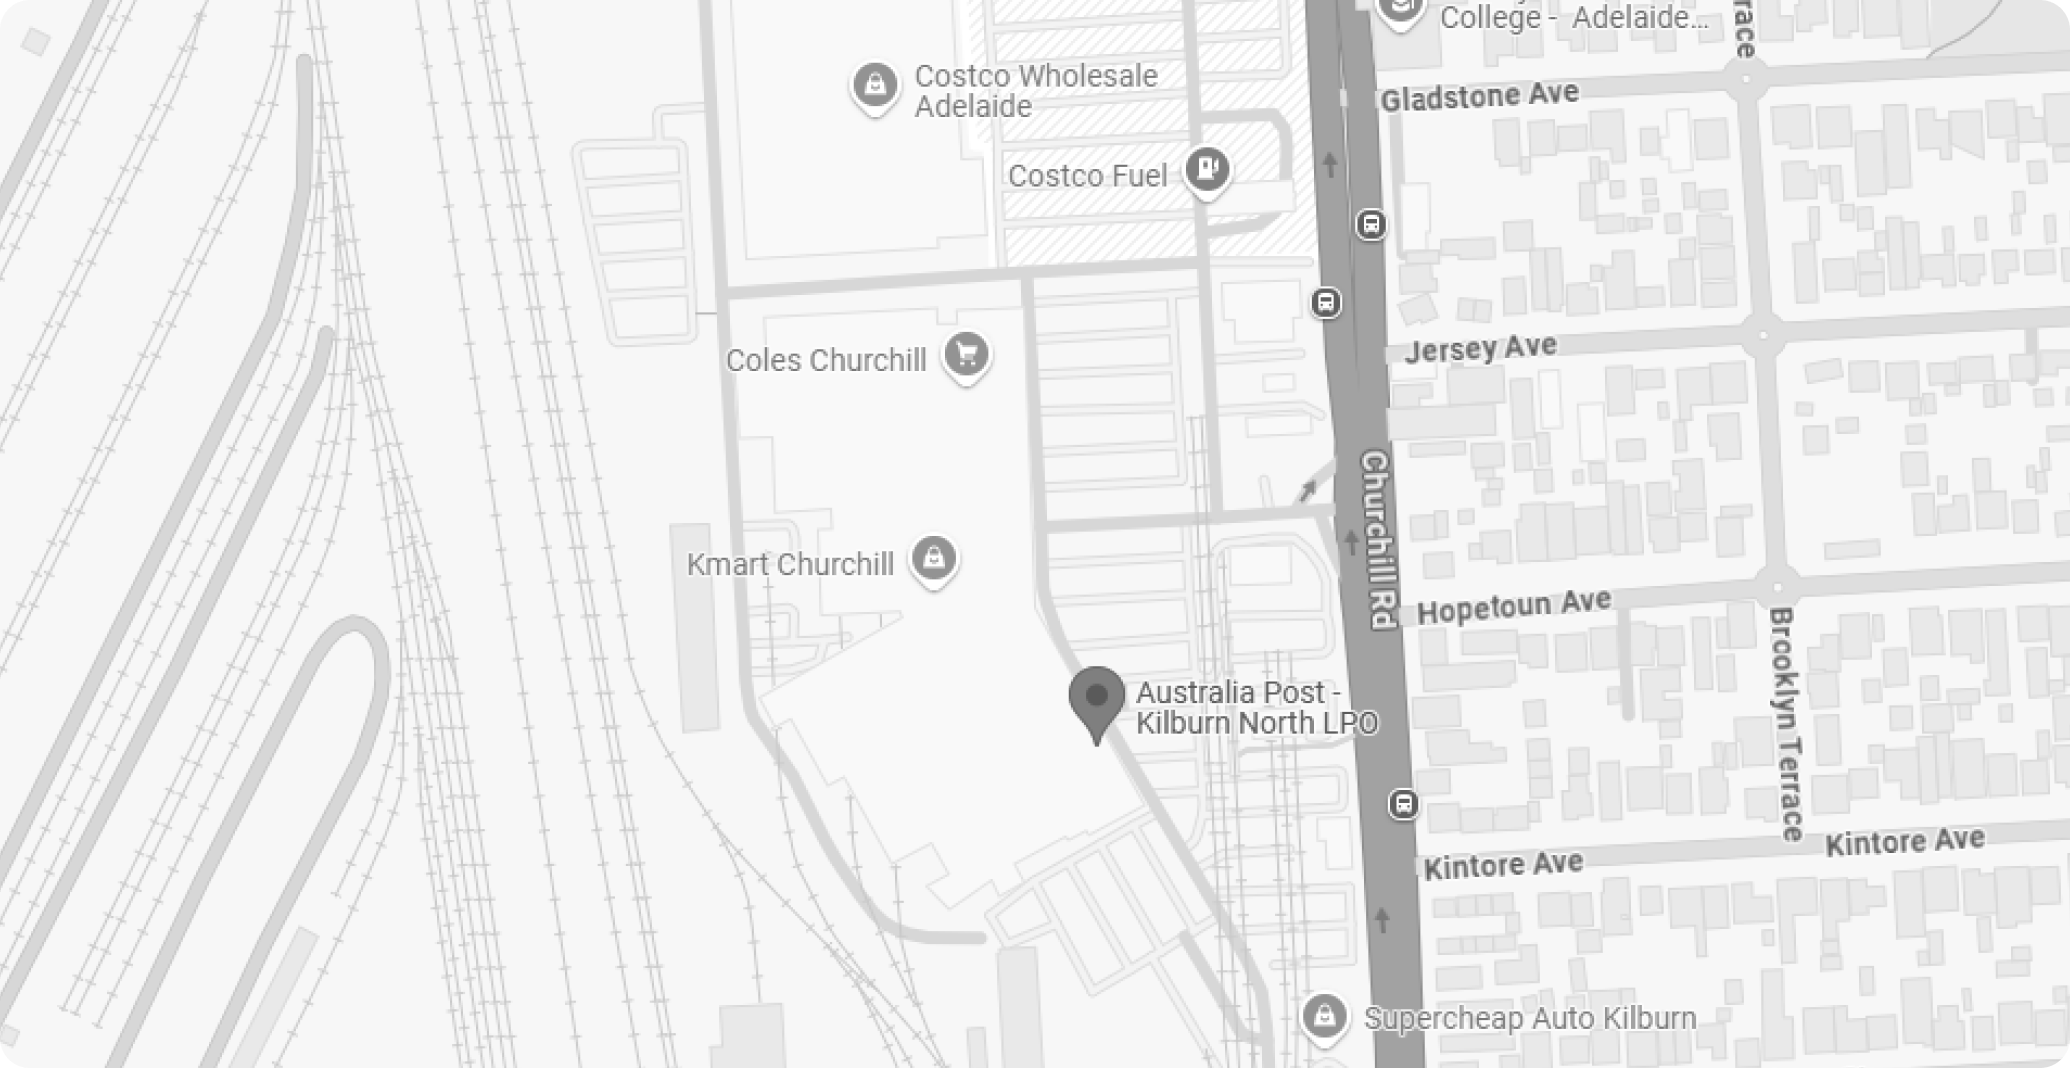 College - Adelaide...
Costco Wholesale
Adelaide
Gladstone Ave
Costco Fuel
Jersey Ave
Coles Churchill
Churchill Rd
Kmart Churchill
Hopetoun Ave
Brooklyn Terrace
Australia Post -
Kilburn North LPO
Kintore Ave
Kintore Ave
Supercheap Auto Kilburn